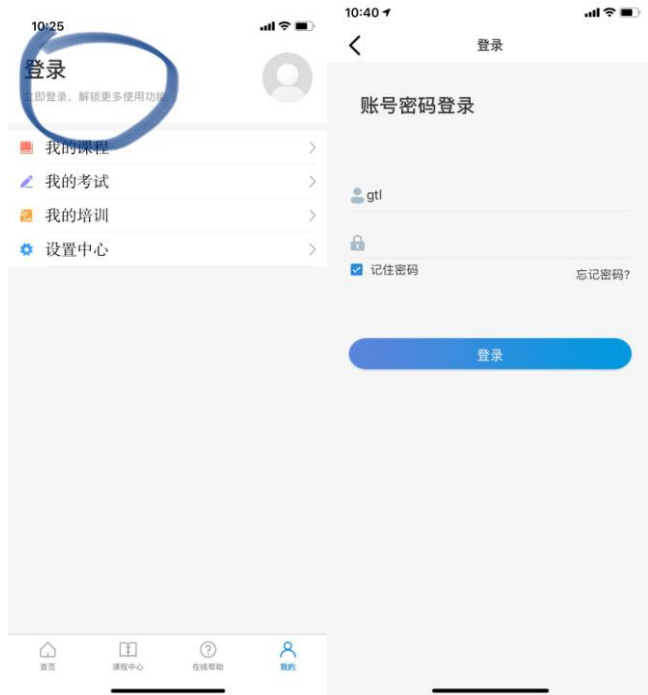 10:25
登录
立即登录，解锁更多使用功能
我的课程
我的考试
我的培训
设置中心
首页
课程中心
在线帮助
我的
10:40
登录
账号密码登录
gtl
记住密码
忘记密码?
登录